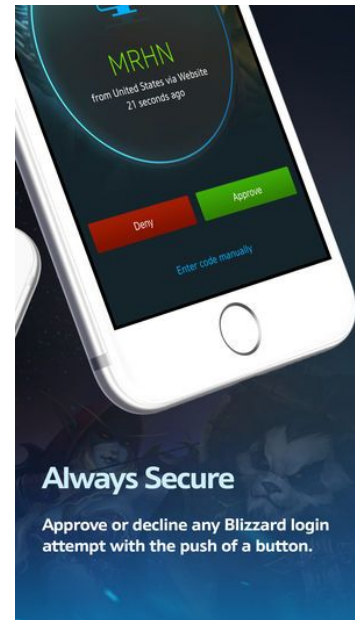 MRHN
from United States via Website
21 seconds ago
Deny
Approve
Enter code manually
Always Secure
Approve or decline any Blizzard login
attempt with the push of a button.